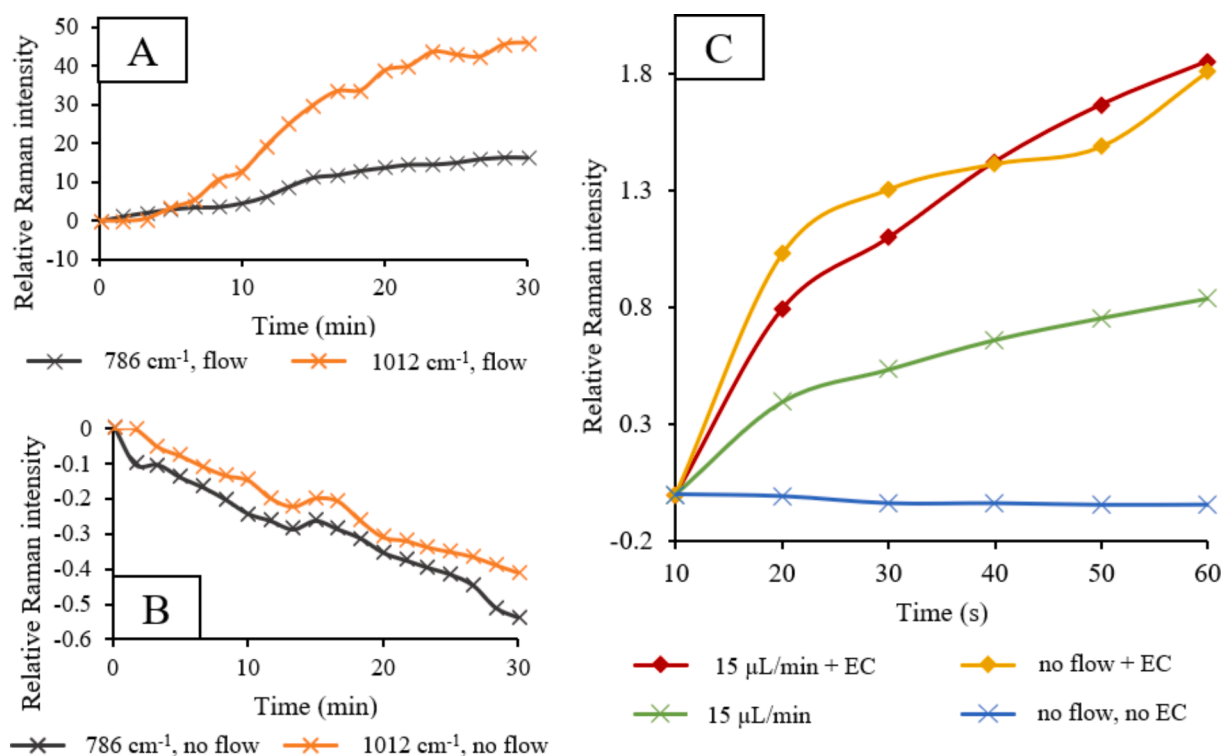 A
Relative Raman intensity
50
40
30
20
10
0
-10
0
10
20
30
Time (min)
786 cm-1, flow
1012 cm-1, flow
B
Relative Raman intensity
0
-0.1
-0.2
-0.3
-0.4
-0.5
-0.6
0
10
20
30
Time (min)
786 cm-1, no flow
1012 cm-1, no flow
C
Relative Raman intensity
1.8
1.3
0.8
0.3
-0.2
10
20
30
40
50
60
Time (s)
15 µL/min + EC
no flow + EC
15 µL/min
no flow, no EC